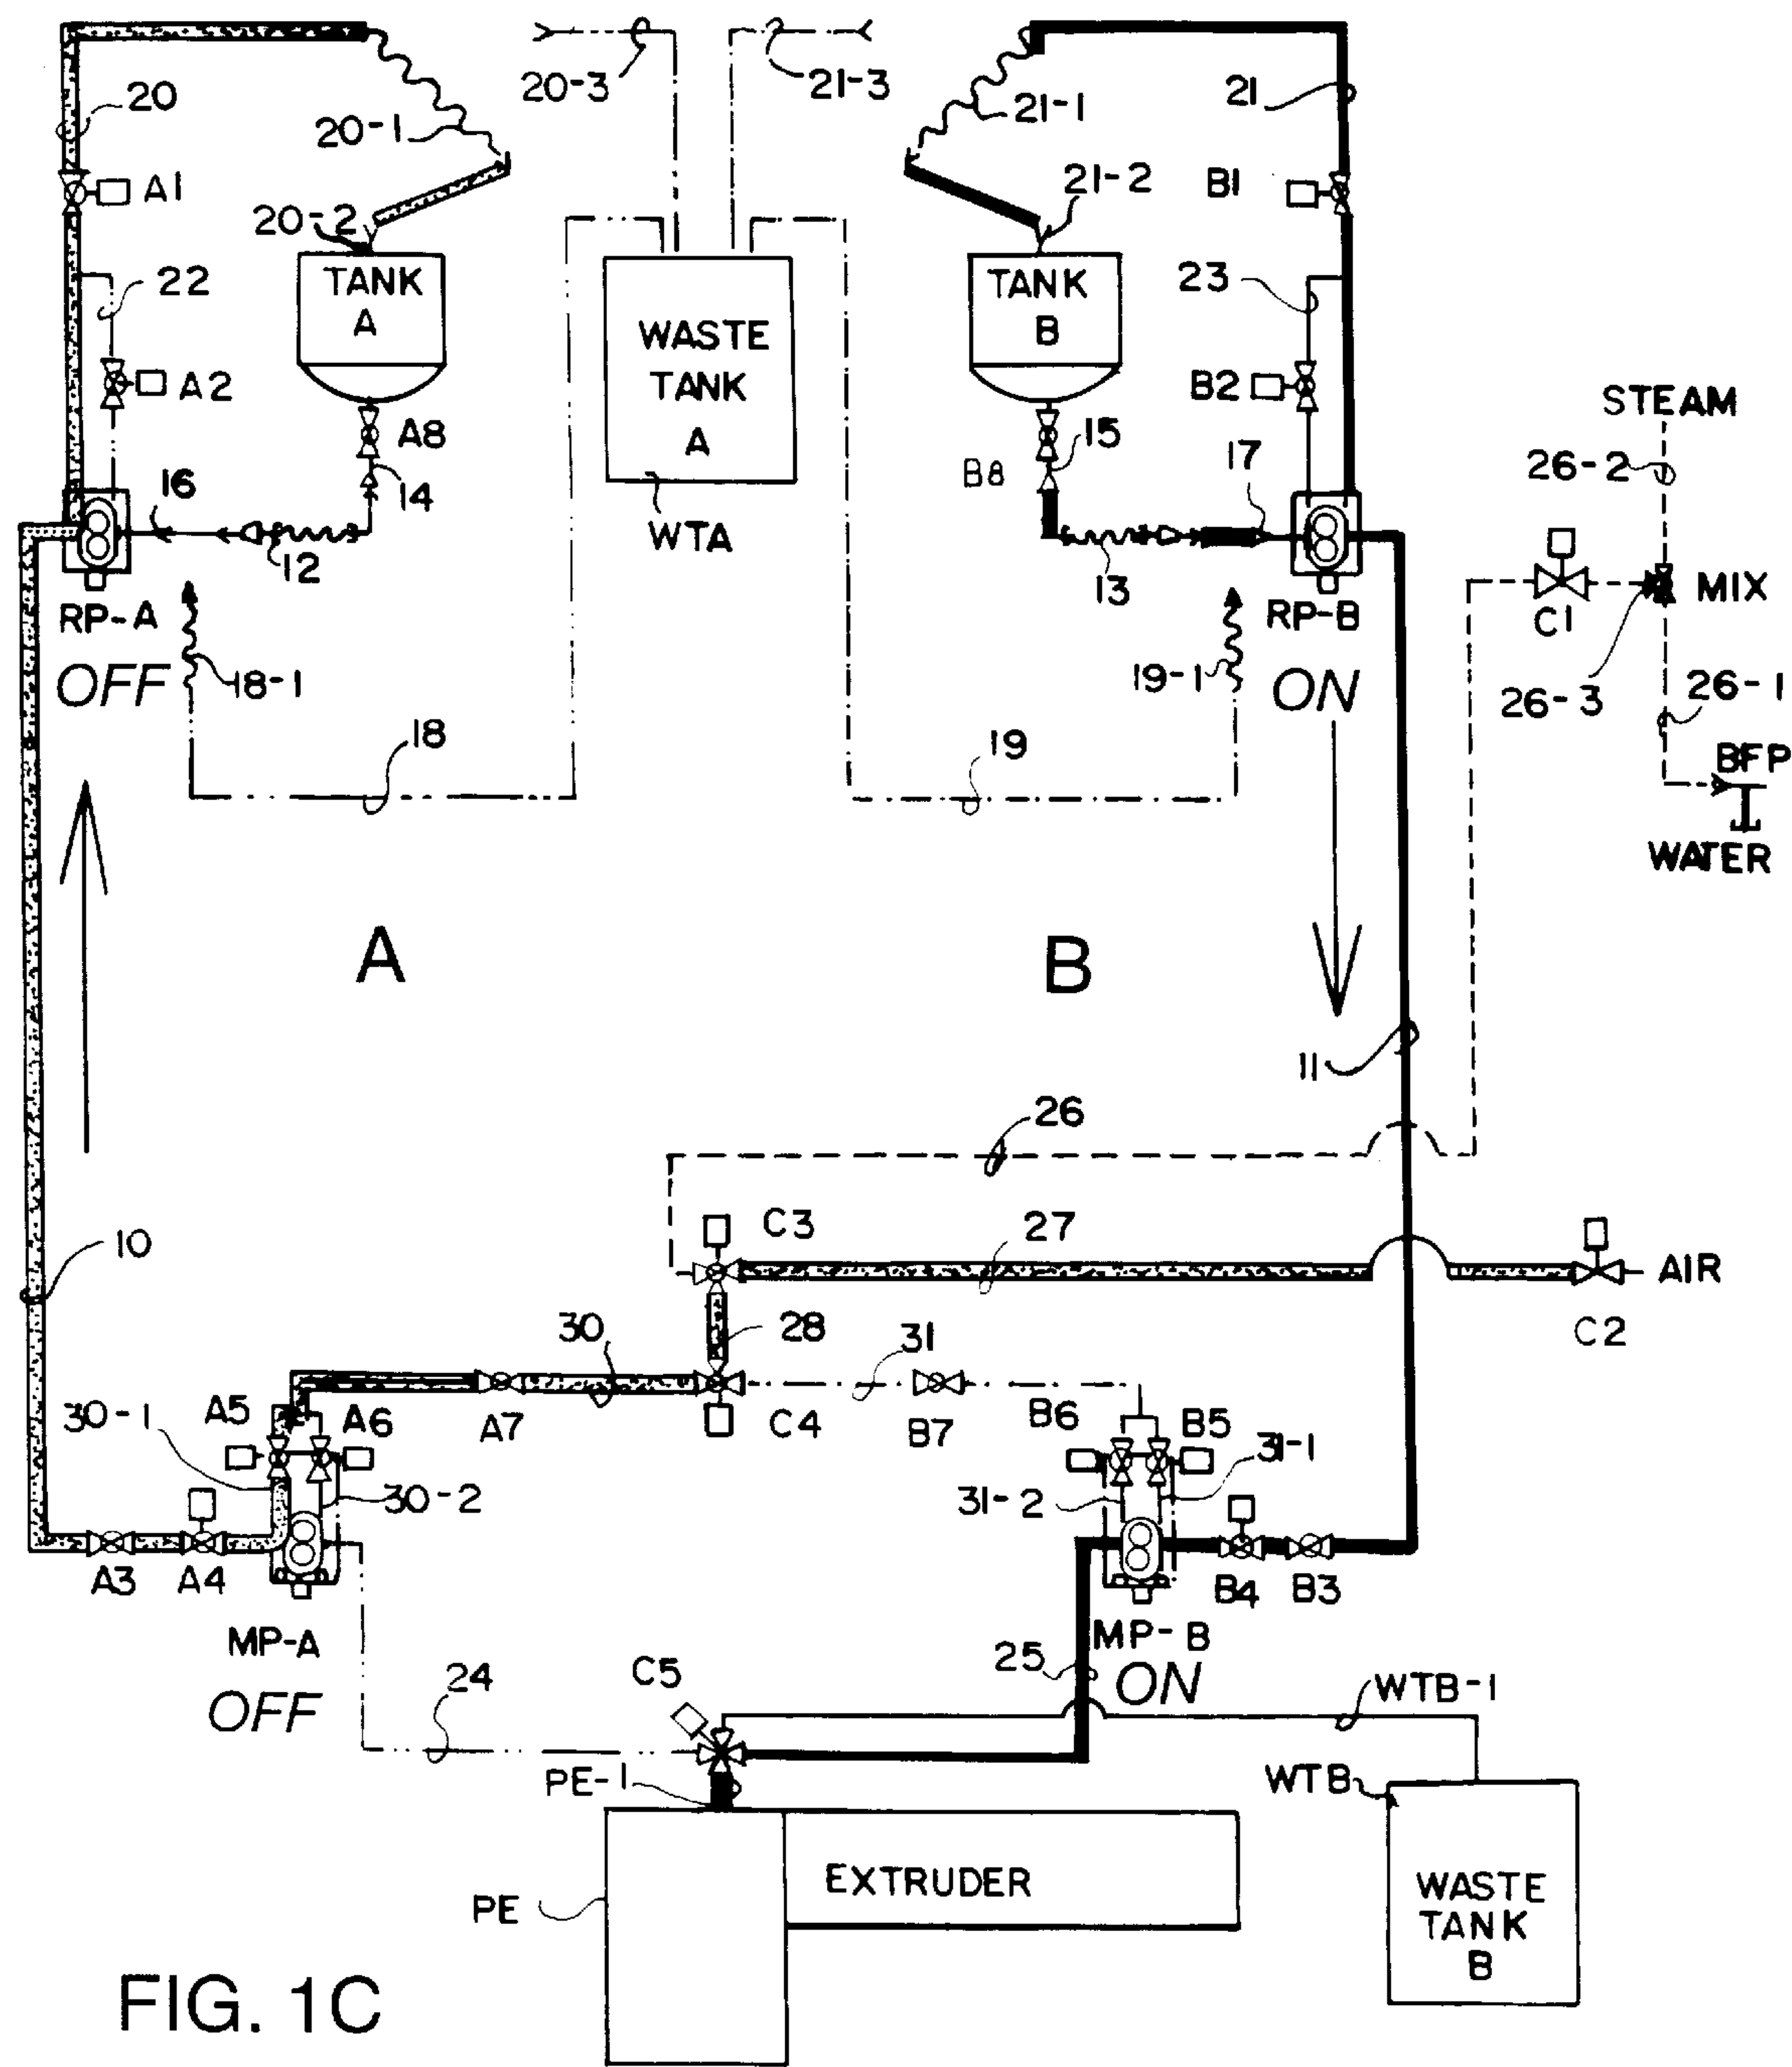 20
20-1
20-3
21-3
21-1
21
A1
20-2
21-2
B1
22
TANK
A
WASTE
TANK
A
TANK
B
23
A2
A8
B2
STEAM
16
14
15
B8
17
26-2
WTA
12
13
RP-A
RP-B
C1
MIX
OFF
18-1
19-1
ON
26-3
26-1
18
19
BFP
WATER
A
B
11
26
10
C3
27
AIR
28
C2
30
31
30-1
A5
A6
A7
C4
B7
B6
B5
31-1
30-2
31-2
A3
A4
B4
B3
MP-A
MP-B
OFF
24
C5
25
ON
WTB-1
PE-1
WTB
EXTRUDER
PE
WASTE
TANK
B
FIG. 1C